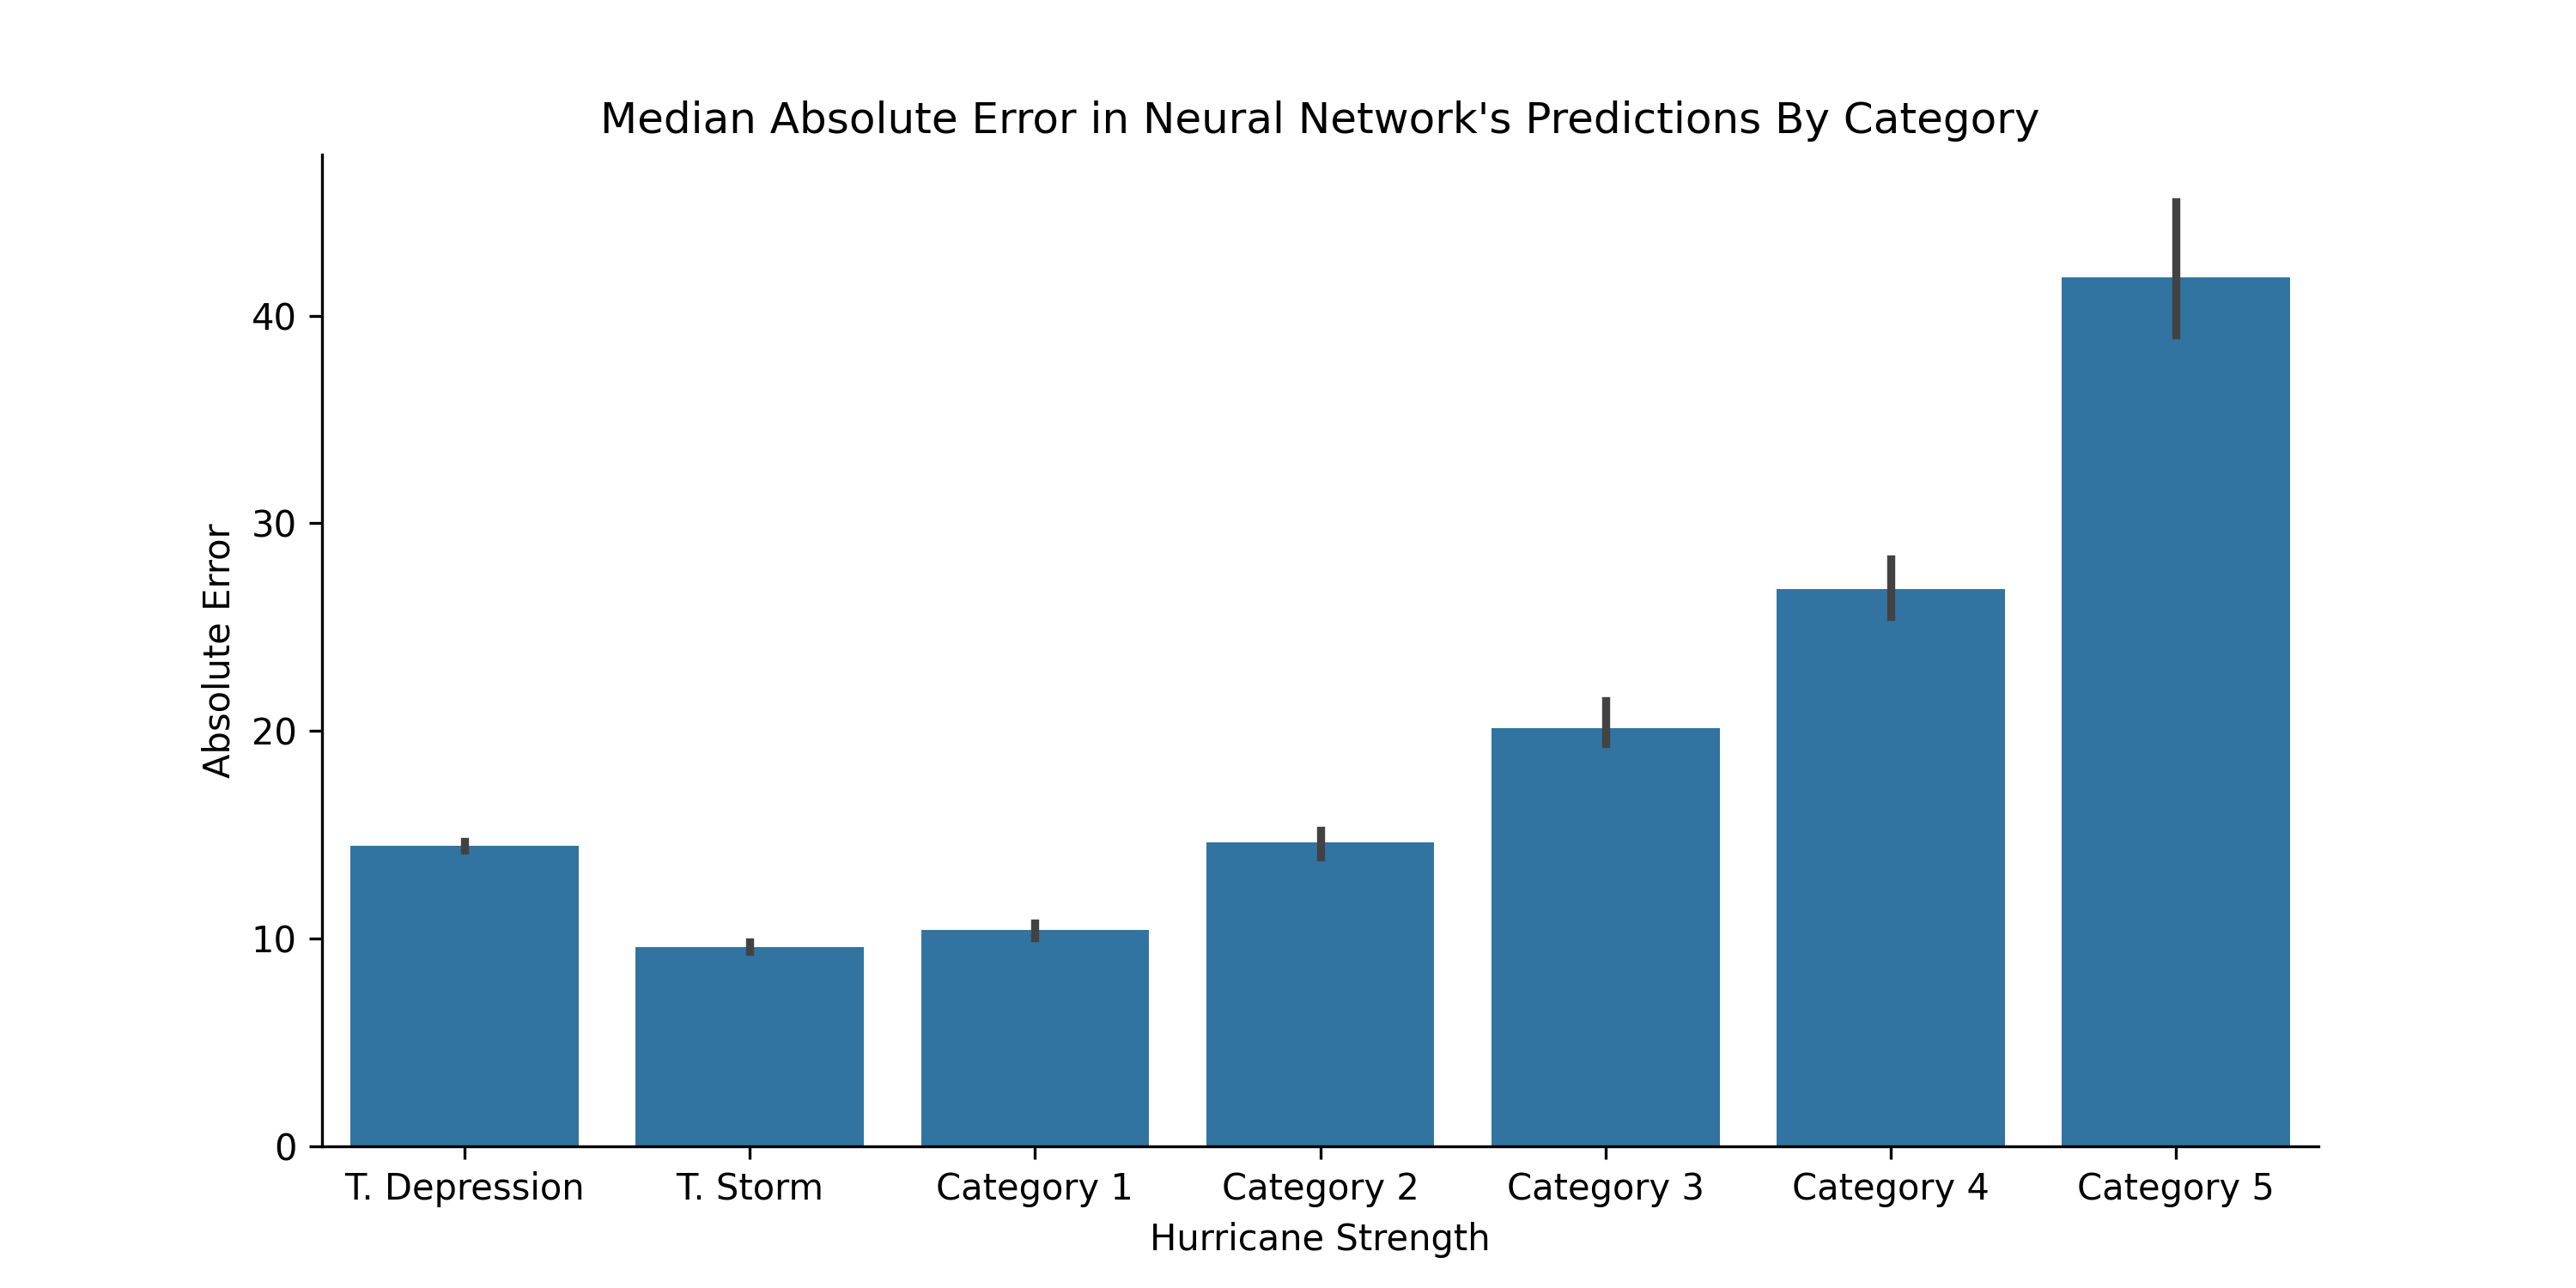 Median Absolute Error in Neural Network's Predictions By Category
Absolute Error
40
30
20
10
0
T. Depression
T. Storm
Category 1
Category 2
Category 3
Category 4
Category 5
Hurricane Strength